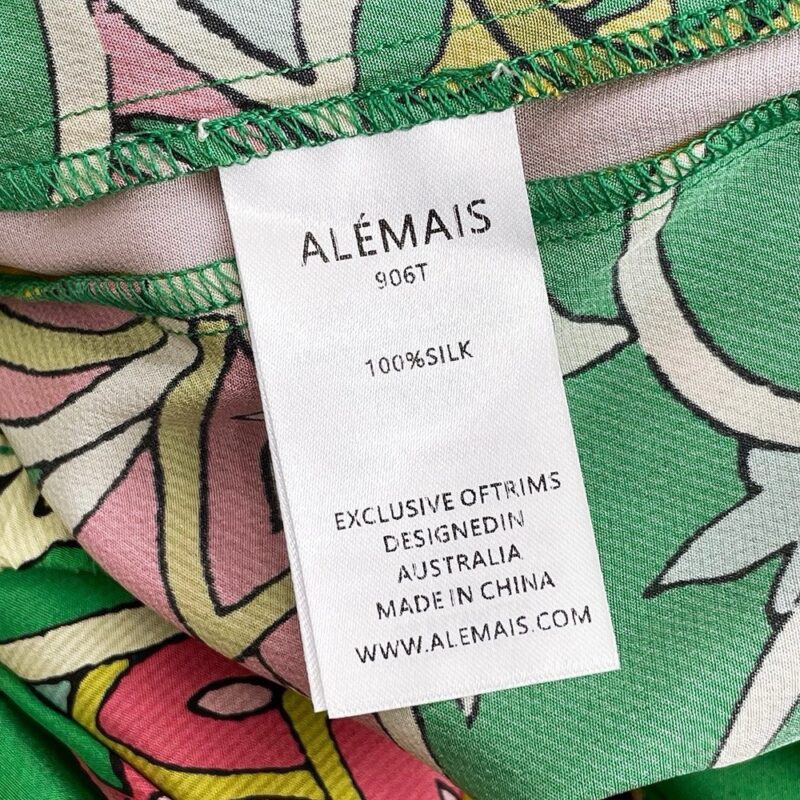 ALÉMAIS
906T
100%SILK
EXCLUSIVE OFTRIMS
DESIGNEDIN
AUSTRALIA
MADE IN CHINA
WWW.ALEMAIS.COM